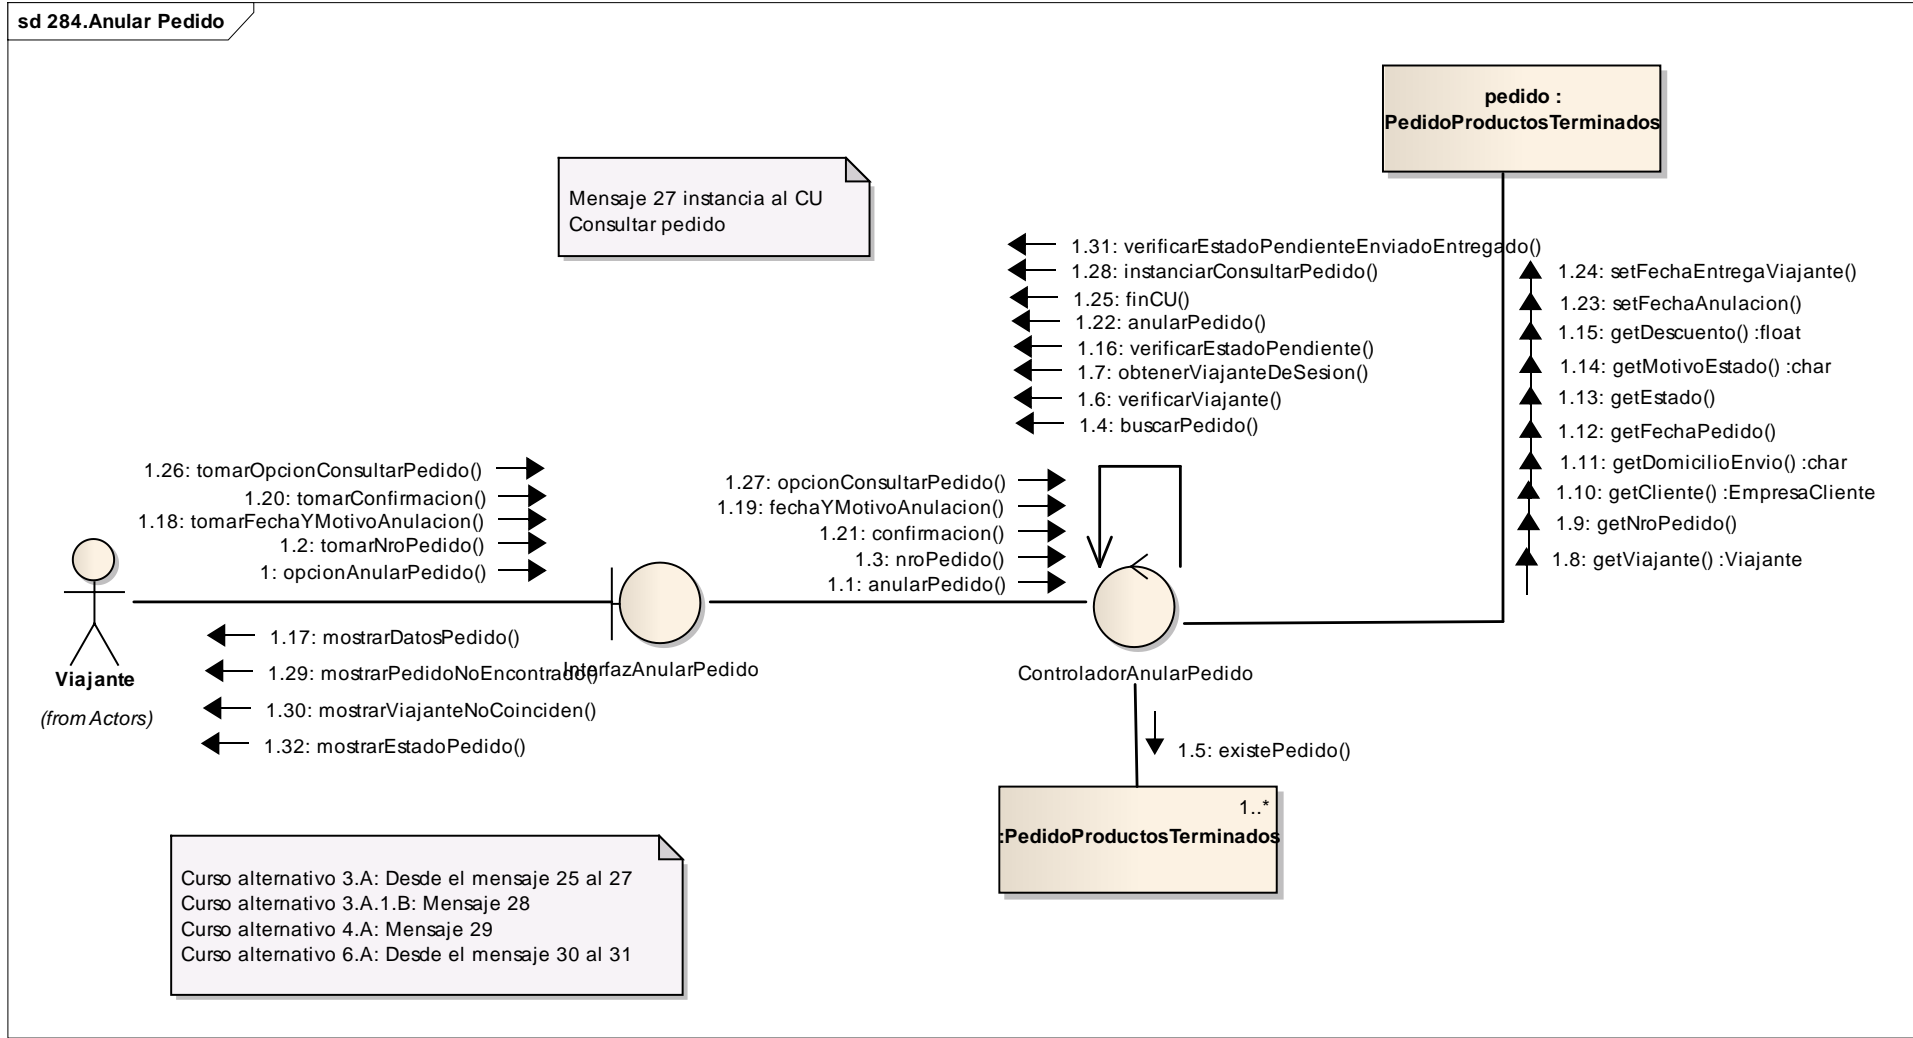 sd 284.Anular Pedido
pedido :
PedidoProductosTerminados
Mensaje 27 instancia al CU
Consultar pedido
1.31: verificarEstadoPendienteEnviadoEntregado()
1.28: instanciarConsultarPedido()
1.25: finCU()
1.22: anularPedido()
1.16: verificarEstadoPendiente()
1.7: obtenerViajanteDeSesion()
1.6: verificarViajante()
1.4: buscarPedido()
1.24: setFechaEntregaViajante()
1.23: setFechaAnulacion()
1.15: getDescuento() :float
1.14: getMotivoEstado() :char
1.13: getEstado()
1.12: getFechaPedido()
1.11: getDomicilioEnvio() :char
1.10: getCliente() :EmpresaCliente
1.9: getNroPedido()
1.8: getViajante() :Viajante
1.26: tomarOpcionConsultarPedido()
1.20: tomarConfirmacion()
1.18: tomarFechaYMotivoAnulacion()
1.2: tomarNroPedido()
1: opcionAnularPedido()
1.27: opcionConsultarPedido()
1.19: fechaYMotivoAnulacion()
1.21: confirmacion()
1.3: nroPedido()
1.1: anularPedido()
1.17: mostrarDatosPedido()
1.29: mostrarPedidoNoEncontrado()
1.30: mostrarViajanteNoCoinciden()
1.32: mostrarEstadoPedido()
Viajante
(from Actors)
InterfazAnularPedido
ControladorAnularPedido
1.5: existePedido()
1..*
:PedidoProductosTerminados
Curso alternativo 3.A: Desde el mensaje 25 al 27
Curso alternativo 3.A.1.B: Mensaje 28
Curso alternativo 4.A: Mensaje 29
Curso alternativo 6.A: Desde el mensaje 30 al 31